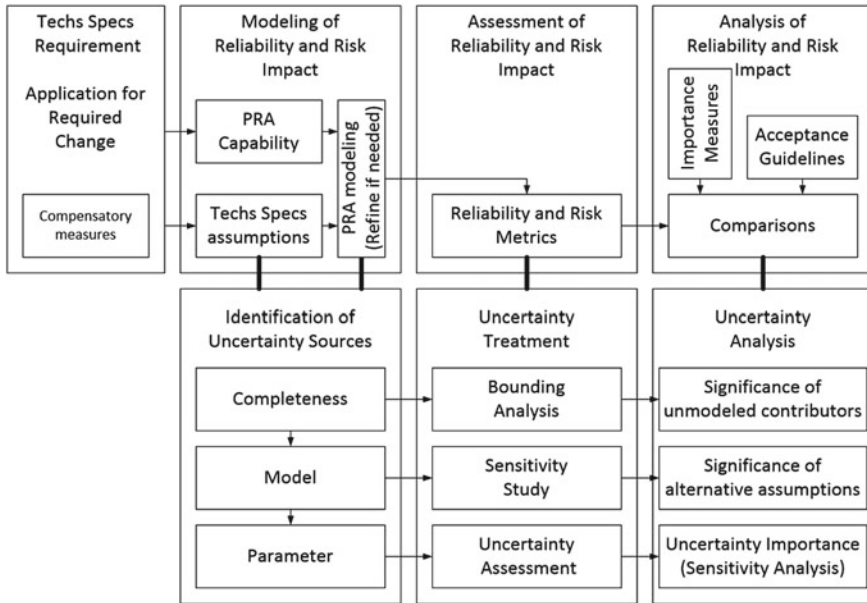 Techs Specs
Requirement
Application for
Required
Change
Compensatory
measures
Modeling of
Reliability and Risk
Impact
PRA
Capability
Techs Specs
assumptions
PRA modeling
(Refine if needed)
Assessment of
Reliability and Risk
Impact
Reliability and Risk
Metrics
Analysis of
Reliability and Risk
Impact
Importance
Measures
Acceptance
Guidelines
Comparisons
Identification of
Uncertainty Sources
Completeness
Model
Parameter
Uncertainty
Treatment
Bounding
Analysis
Sensitivity
Study
Uncertainty
Assessment
Uncertainty
Analysis
Significance of
unmodeled contributors
Significance of
alternative assumptions
Uncertainty Importance
(Sensitivity Analysis)